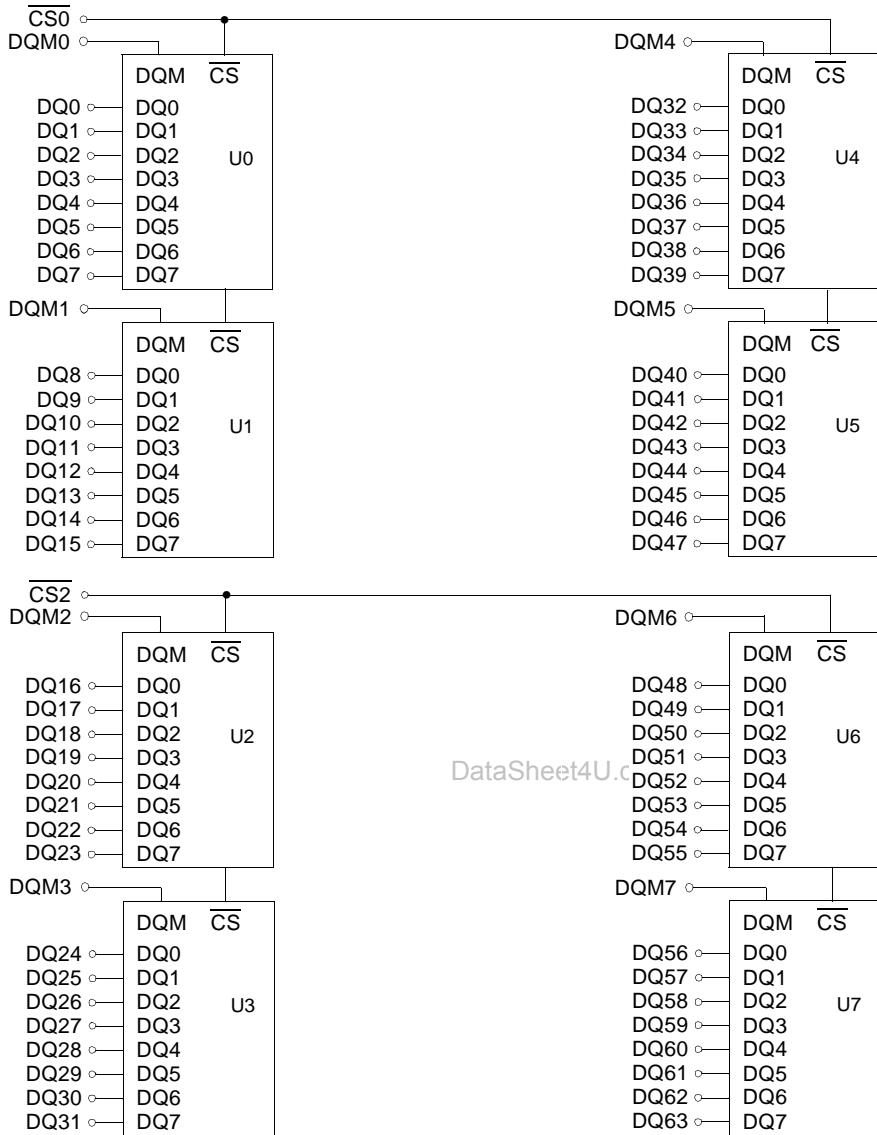 CS0
DQM0
DQM CS
DQ0 DQ0
DQ1 DQ1
DQ2 DQ2
U0
DQ3 DQ3
DQ4 DQ4
DQ5 DQ5
DQ6 DQ6
DQ7 DQ7
DQM1
DQM CS
DQ8 DQ0
DQ9 DQ1
DQ10 DQ2
U1
DQ11 DQ3
DQ12 DQ4
DQ13 DQ5
DQ14 DQ6
DQ15 DQ7
DQM4
DQM CS
DQ32 DQ0
DQ33 DQ1
DQ34 DQ2
U4
DQ35 DQ3
DQ36 DQ4
DQ37 DQ5
DQ38 DQ6
DQ39 DQ7
DQM5
DQM CS
DQ40 DQ0
DQ41 DQ1
DQ42 DQ2
U5
DQ43 DQ3
DQ44 DQ4
DQ45 DQ5
DQ46 DQ6
DQ47 DQ7
CS2
DQM2
DQM CS
DQ16 DQ0
DQ17 DQ1
DQ18 DQ2
U2
DQ19 DQ3
DQ20 DQ4
DQ21 DQ5
DQ22 DQ6
DQ23 DQ7
DQM3
DQM CS
DQ24 DQ0
DQ25 DQ1
DQ26 DQ2
U3
DQ27 DQ3
DQ28 DQ4
DQ29 DQ5
DQ30 DQ6
DQ31 DQ7
DataSheet4U.c
DQM6
DQM CS
DQ48 DQ0
DQ49 DQ1
DQ50 DQ2
U6
DQ51 DQ3
DQ52 DQ4
DQ53 DQ5
DQ54 DQ6
DQ55 DQ7
DQM7
DQM CS
DQ56 DQ0
DQ57 DQ1
DQ58 DQ2
U7
DQ59 DQ3
DQ60 DQ4
DQ61 DQ5
DQ62 DQ6
DQ63 DQ7